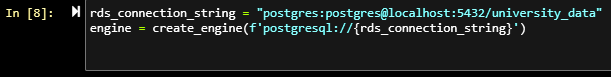 In [8]: rds_connection_string = "postgres:postgres@localhost:5432/university_data"
engine = create_engine(f'postgresql://{rds_connection_string}')